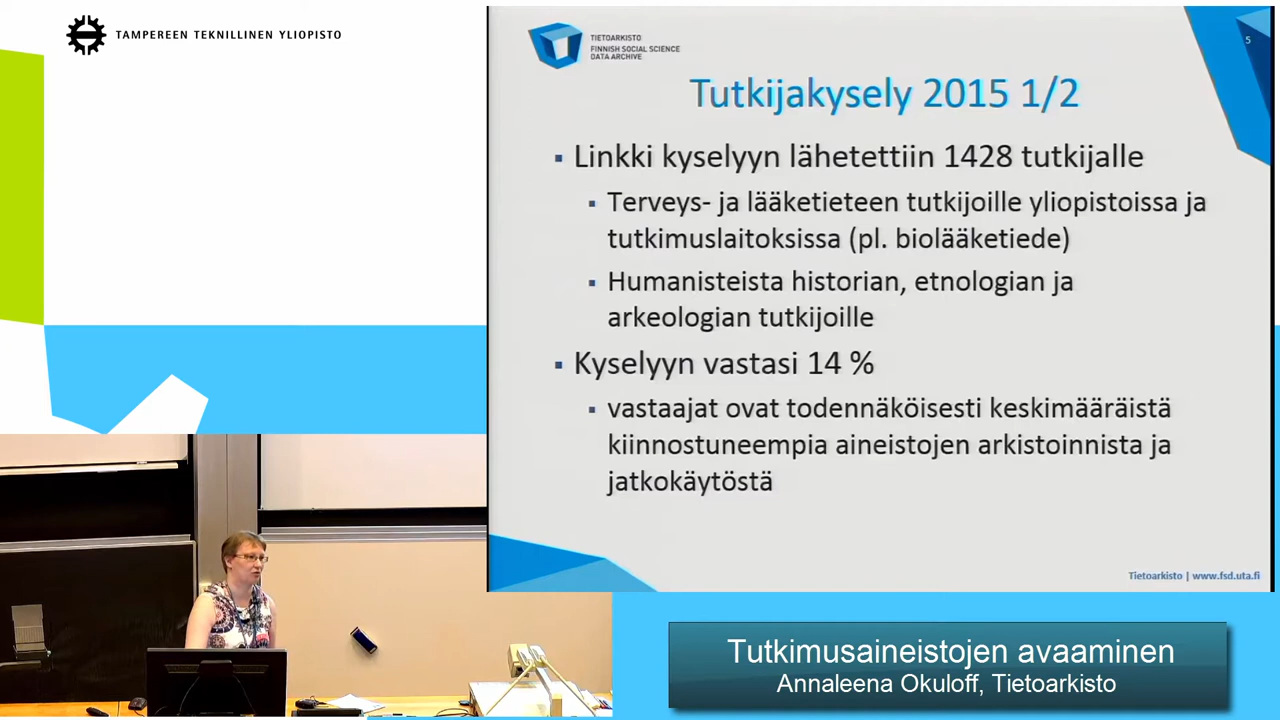 TAMPEREEN TEKNILLINEN YLIOPISTO
TIETOARKISTO
FINNISH SOCIAL SCIENCE
DATA ARCHIVE
5
Tutkijakysely 2015 1/2
Linkki kyselyyn lähetettiin 1428 tutkijalle
Terveys- ja lääketieteen tutkijoille yliopistoissa ja
tutkimuslaitoksissa (pl. biolääketiede)
Humanisteista historian, etnologian ja
arkeologian tutkijoille
Kyselyyn vastasi 14 %
vastaajat ovat todennäköisesti keskimääräistä
kiinnostuneempia aineistojen arkistoinnista ja
jatkokäytöstä
Tietoarkisto | www.fsd.uta.fi
Tutkimusaineistojen avaaminen
Annaleena Okuloff, Tietoarkisto